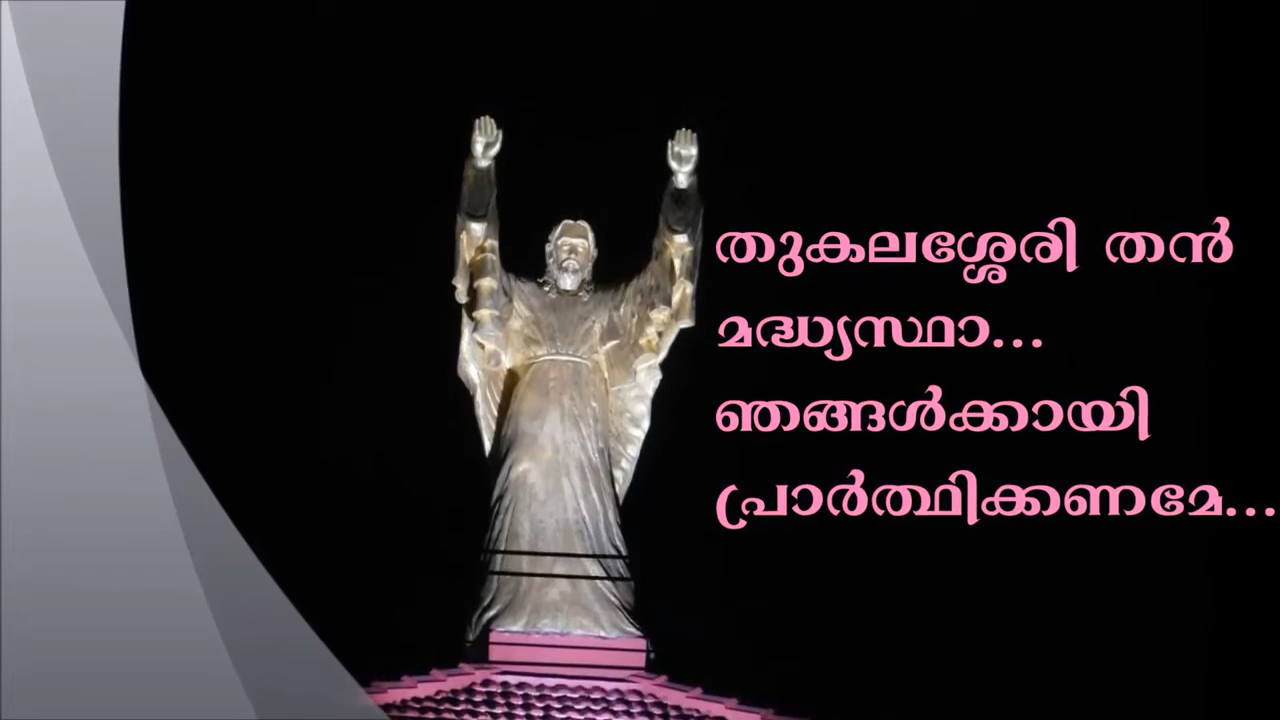 തുകലശ്ശേരി തൻ
മദ്ധ്യസ്ഥാ...
ഞങ്ങൾക്കായി
പ്രാർത്ഥിക്കണമേ...